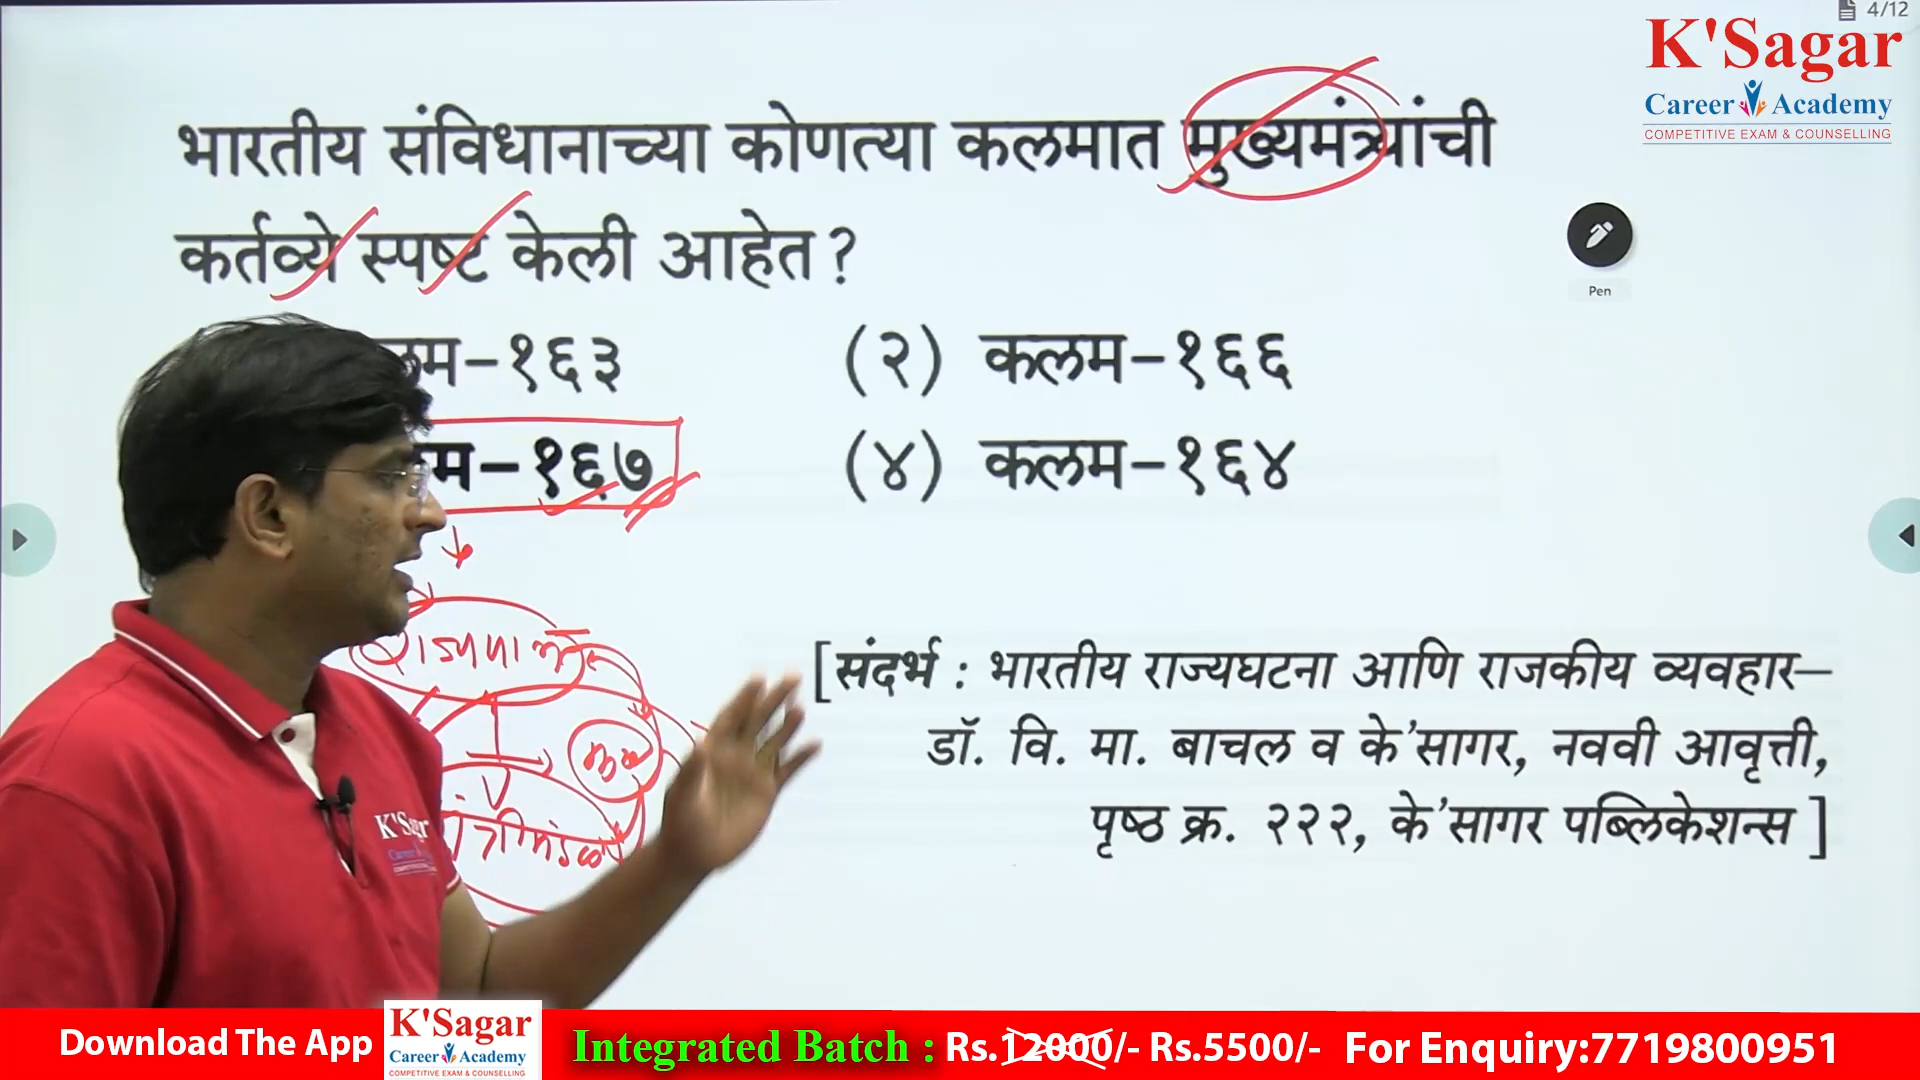 4/12
K'Sagar
Career Academy
COMPETITIVE EXAM & COUNSELLING
भारतीय संविधानाच्या कोणत्या कलमात मुख्यमंत्र्यांची
कर्तव्ये स्पष्ट केली आहेत ?
Pen
लम–१६३ (२) कलम–१६६
म–१६७ (४) कलम–१६४
[संदर्भ : भारतीय राज्यघटना आणि राजकीय व्यवहार–
डॉ. वि. मा. बाचल व के'सागर, नववी आवृत्ती,
पृष्ठ क्र. २२२, के'सागर पब्लिकेशन्स ]
Download The App K'Sagar Career Academy COMPETITIVE EXAM & COUNSELLING Integrated Batch : Rs.12000/- Rs.5500/- For Enquiry:7719800951